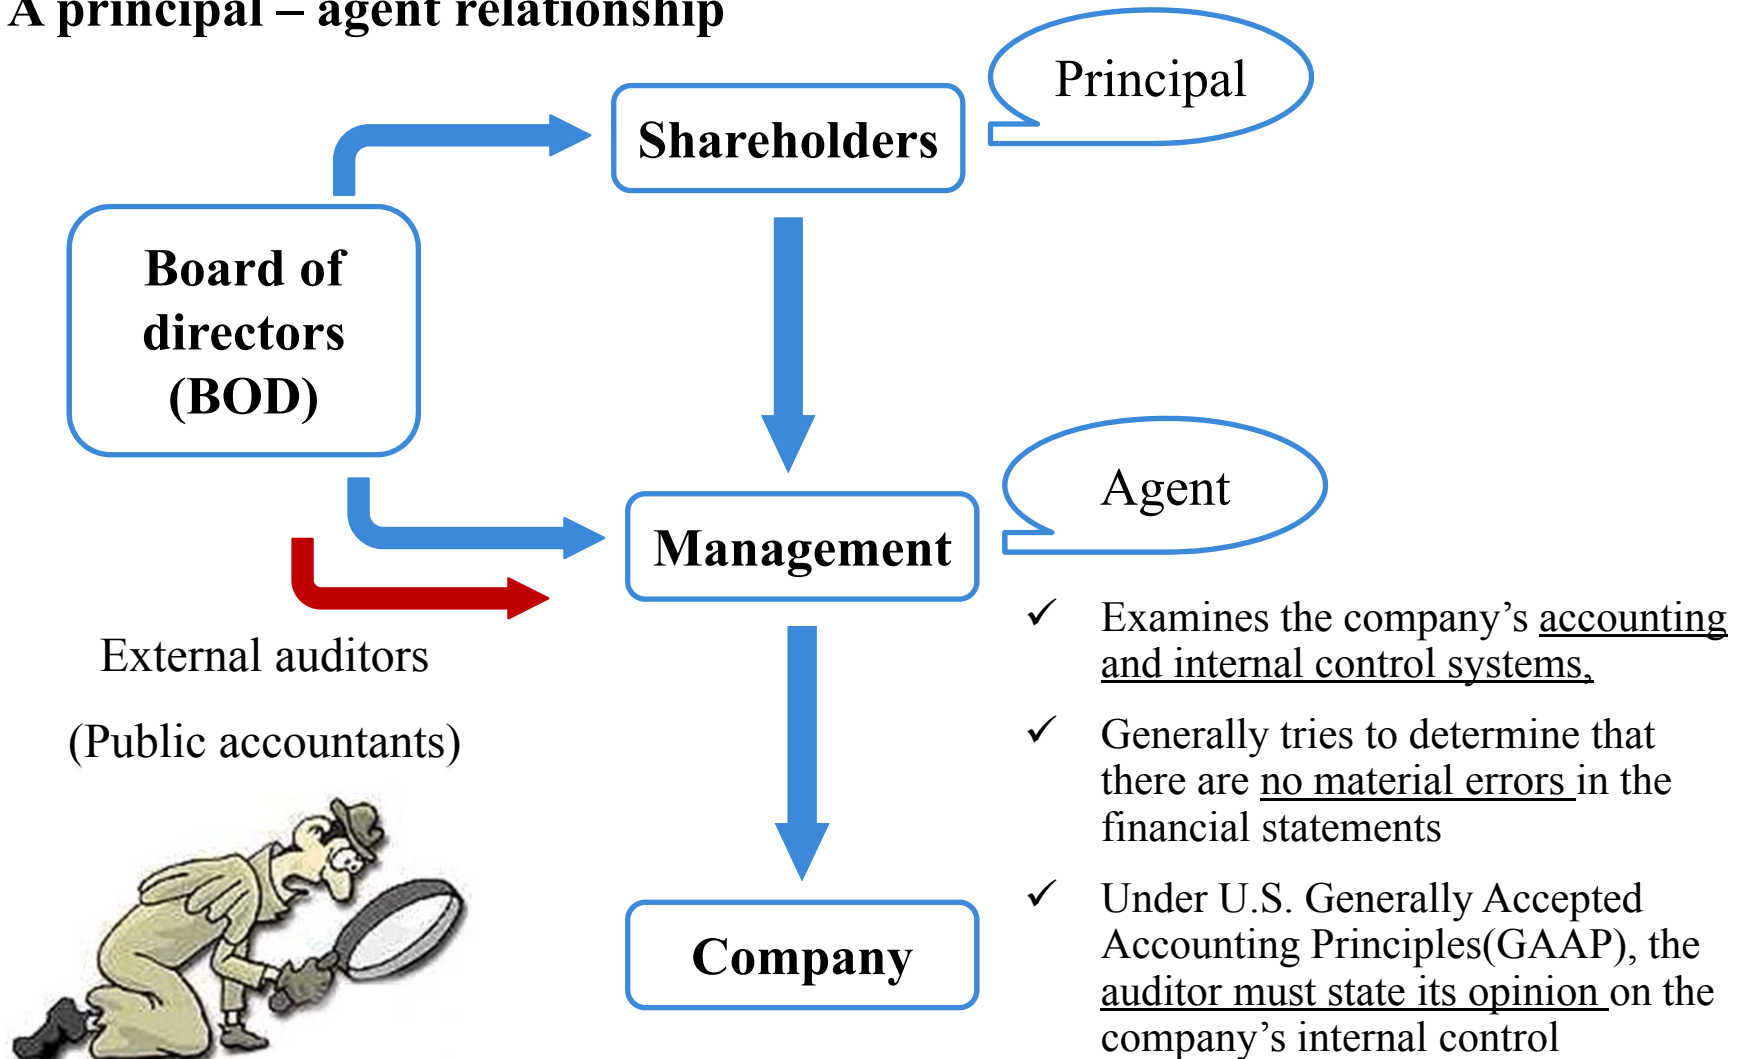 A principal – agent relationship
Principal
Shareholders
Board of
directors
(BOD)
Agent
Management
External auditors
(Public accountants)
Company
✓ Examines the company’s accounting
and internal control systems,
✓ Generally tries to determine that
there are no material errors in the
financial statements
✓ Under U.S. Generally Accepted
Accounting Principles(GAAP), the
auditor must state its opinion on the
company’s internal control